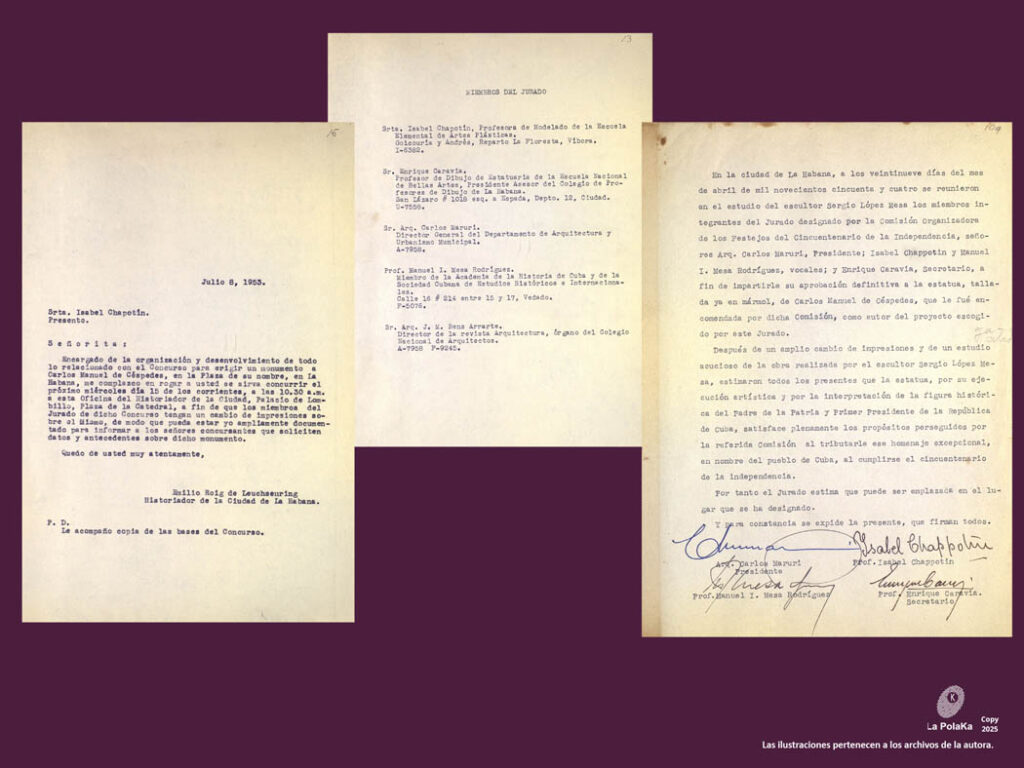 15
Julio 8, 1953.
Srta. Isabel Chapotin.
Presente.
S e ñ o r i t a :
Encargado de la organización y desenvolvimiento de todo
lo relacionado con el Concurso para erigir un monumento a
Carlos Manuel de Céspedes, en la Plaza de su nombre, en La
Habana, me complazco en rogar a usted se sirva concurrir el
próximo miércoles día 15 de los corrientes, a las 10.30 a.m.
a esta Oficina del Historiador de la Ciudad, Palacio de Lom-
billo, Plaza de la Catedral, a fin de que los miembros del
Jurado de dicho Concurso tengan un cambio de impresiones so-
bre el mismo, de modo que pueda estar yo ampliamente documen-
tado para informar a los señores concursantes que soliciten
datos y antecedentes sobre dicho monumento.
Quedo de usted muy atentamente,
Emilio Roig de Leuchsenring
Historiador de la Ciudad de La Habana.
P. D.
Le acompaño copia de las bases del Concurso.
13
MIEMBROS DEL JURADO
Srta. Isabel Chapotin, Profesora de Modelado de la Escuela
Elemental de Artes Plásticas.
Goicouria y Andrés, Reparto La Floresta, Víbora.
I-6382.
Sr. Enrique Caravia.
Profesor de Dibujo de Estatuaria de la Escuela Nacional
de Bellas Artes, Presidente Asesor del Colegio de Pro-
fesores de Dibujo de La Habana.
San Lázaro # 1018 esq. a Espada, Depto. 12, Ciudad.
U-7558.
Sr. Arq. Carlos Maruri.
Director General del Departamento de Arquitectura y
Urbanismo Municipal.
A-7958.
Prof. Manuel I. Mesa Rodríguez.
Miembro de la Academia de la Historia de Cuba y de la
Sociedad Cubana de Estudios Históricos e Internaciona-
les.
Calle 16 # 214 entre 15 y 17, Vedado.
F-5076.
Sr. Arq. J. M. Bens Arrarte.
Director de la revista Arquitectura, órgano del Colegio
Nacional de Arquitectos.
A-7958 F-9245.
En la ciudad de La Habana, a los veintinueve días del mes
de abril de mil novecientos cincuenta y cuatro se reunieron
en el estudio del escultor Sergio López Mesa los miembros in-
tegrantes del Jurado designado por la Comisión Organizadora
de los Festejos del Cincuentenario de la Independencia, seño-
res Arq. Carlos Maruri, Presidente; Isabel Chappotin y Manuel
I. Mesa Rodríguez, vocales; y Enrique Caravia, Secretario, a
fin de impartirle su aprobación definitiva a la estatua, talla-
da ya en mármol, de Carlos Manuel de Céspedes, que le fué en-
comendada por dicha Comisión, como autor del proyecto escogi-
do por este Jurado.
Después de un amplio cambio de impresiones y de un estudio
acucioso de la obra realizada por el escultor Sergio López Me-
sa, estimaron todos los presentes que la estatua, por su eje-
cución artística y por la interpretación de la figura históri-
ca del Padre de la Patria y Primer Presidente de la República
de Cuba, satisface plenamente los propósitos perseguidos por
la referida Comisión al tributarle ese homenaje excepcional,
en nombre del pueblo de Cuba, al cumplirse el cincuentenario
de la independencia.
Por tanto el Jurado estima que puede ser emplazada en el lu-
gar que se ha designado.
Y para constancia se expide la presente, que firman todos.
Ysabel Chappotin
Arq. Carlos Maruri
Prof. Isabel Chappotin
Presidente
Prof. Manuel I. Mesa Rodríguez
Prof. Enrique Caravia.
Secretario
La PolaKa
Copy
2025
Las ilustraciones pertenecen a los archivos de la autora.